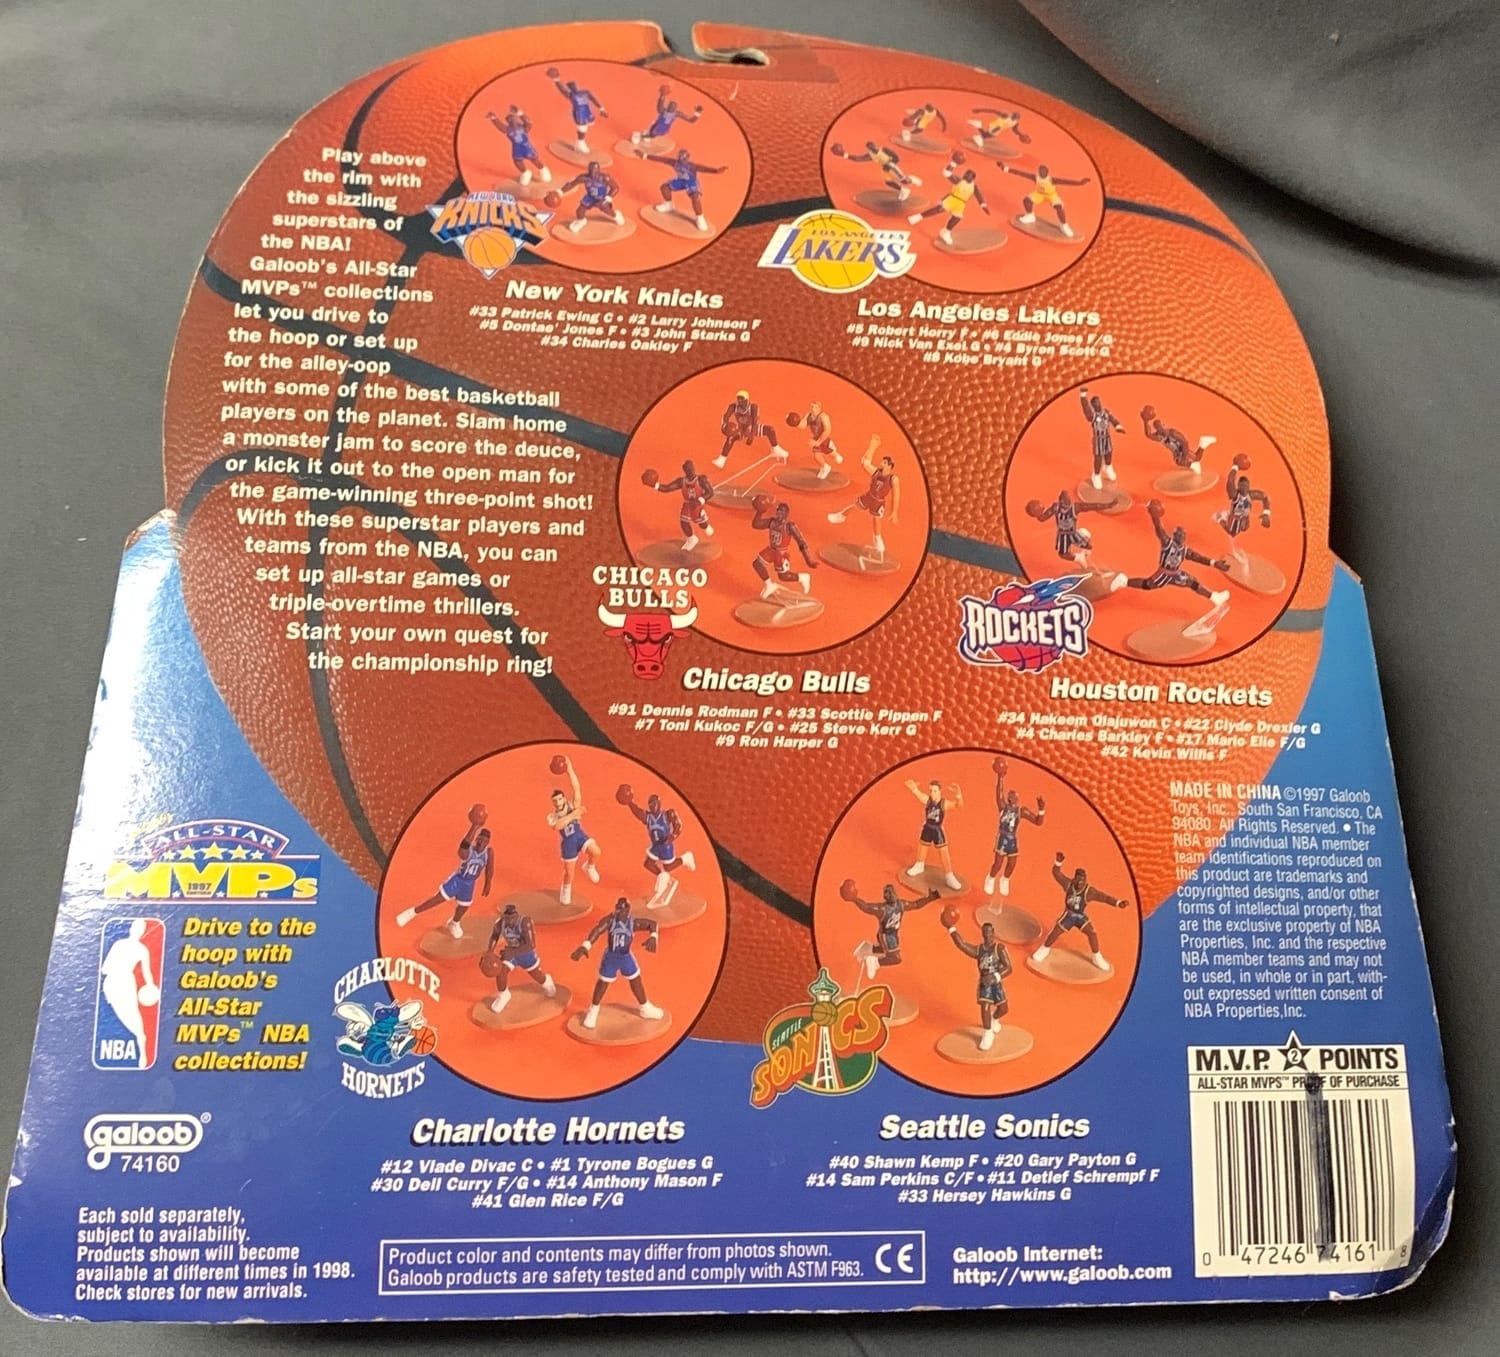 Play above
the rim with
the sizzling
superstars of
the NBA!
Galoob's All-Star
MVPs™ collections
let you drive to
the hoop or set up
for the alley-oop
with some of the best basketball
players on the planet. Slam home
a monster jam to score the deuce,
or kick it out to the open man for
the game-winning three-point shot!
With these superstar players and
teams from the NBA, you can
set up all-star games or
triple-overtime thrillers.
Start your own quest for
the championship ring!
NEW YORK
KNICKS
New York Knicks
#33 Patrick Ewing C • #2 Larry Johnson F
#5 Dontae' Jones F • #3 John Starks G
#34 Charles Oakley F
LOS ANGELES
LAKERS
Los Angeles Lakers
#5 Robert Horry F • #6 Eddie Jones F/G
#9 Nick Van Exel G • #4 Byron Scott G
#8 Kobe Bryant G
CHICAGO
BULLS
Chicago Bulls
#91 Dennis Rodman F • #33 Scottie Pippen F
#7 Toni Kukoc F/G • #25 Steve Kerr G
#9 Ron Harper G
ROCKETS
Houston Rockets
#34 Hakeem Olajuwon C • #22 Clyde Drexler G
#4 Charles Barkley F • #17 Mario Elie F/G
#42 Kevin Willis F
CHARLOTTE
HORNETS
Charlotte Hornets
#12 Vlade Divac C • #1 Tyrone Bogues G
#30 Dell Curry F/G • #14 Anthony Mason F
#41 Glen Rice F/G
SEATTLE
SONICS
Seattle Sonics
#40 Shawn Kemp F • #20 Gary Payton G
#14 Sam Perkins C/F • #11 Detlef Schrempf F
#33 Hersey Hawkins G
ALL-STAR
MVPs
1997
NBA
Drive to the
hoop with
Galoob's
All-Star
MVPs™ NBA
collections!
galoob®
74160
Each sold separately,
subject to availability.
Products shown will become
available at different times in 1998.
Check stores for new arrivals.
Product color and contents may differ from photos shown.
Galoob products are safety tested and comply with ASTM F963.
CE
Galoob Internet:
http://www.galoob.com
MADE IN CHINA ©1997 Galoob
Toys, Inc., South San Francisco, CA
94080. All Rights Reserved. • The
NBA and individual NBA member
team identifications reproduced on
this product are trademarks and
copyrighted designs, and/or other
forms of intellectual property, that
are the exclusive property of NBA
Properties, Inc. and the respective
NBA member teams and may not
be used, in whole or in part, with-
out expressed written consent of
NBA Properties,Inc.
M.V.P. 2 POINTS
ALL-STAR MVPS™ PROOF OF PURCHASE
0 47246 74161 8